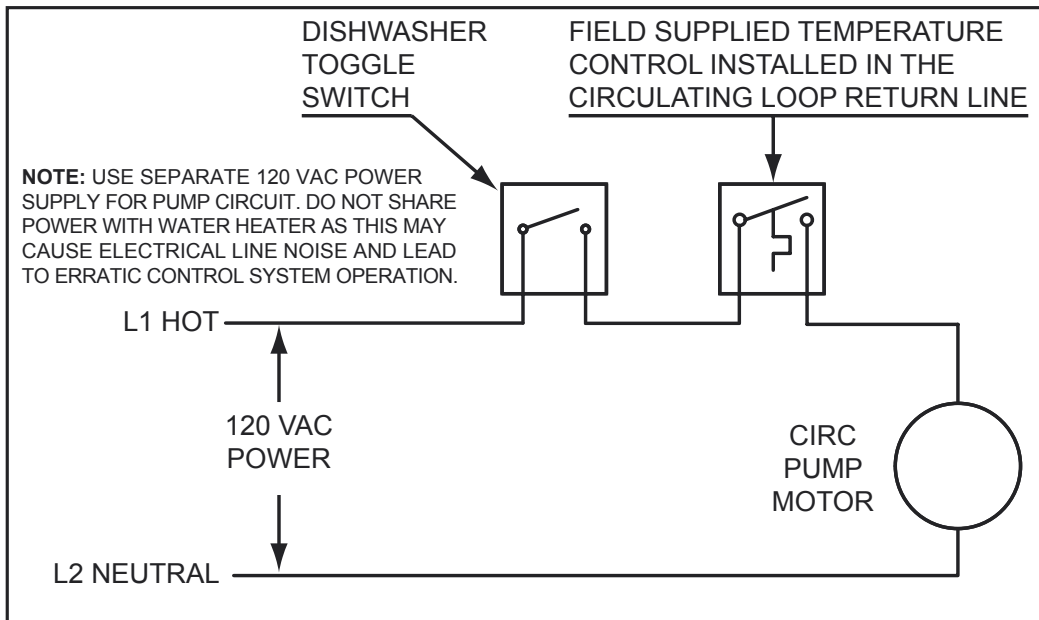 DISHWASHER
TOGGLE
SWITCH
FIELD SUPPLIED TEMPERATURE
CONTROL INSTALLED IN THE
CIRCULATING LOOP RETURN LINE
NOTE: USE SEPARATE 120 VAC POWER
SUPPLY FOR PUMP CIRCUIT. DO NOT SHARE
POWER WITH WATER HEATER AS THIS MAY
CAUSE ELECTRICAL LINE NOISE AND LEAD
TO ERRATIC CONTROL SYSTEM OPERATION.
L1 HOT
120 VAC
POWER
CIRC
PUMP
MOTOR
L2 NEUTRAL